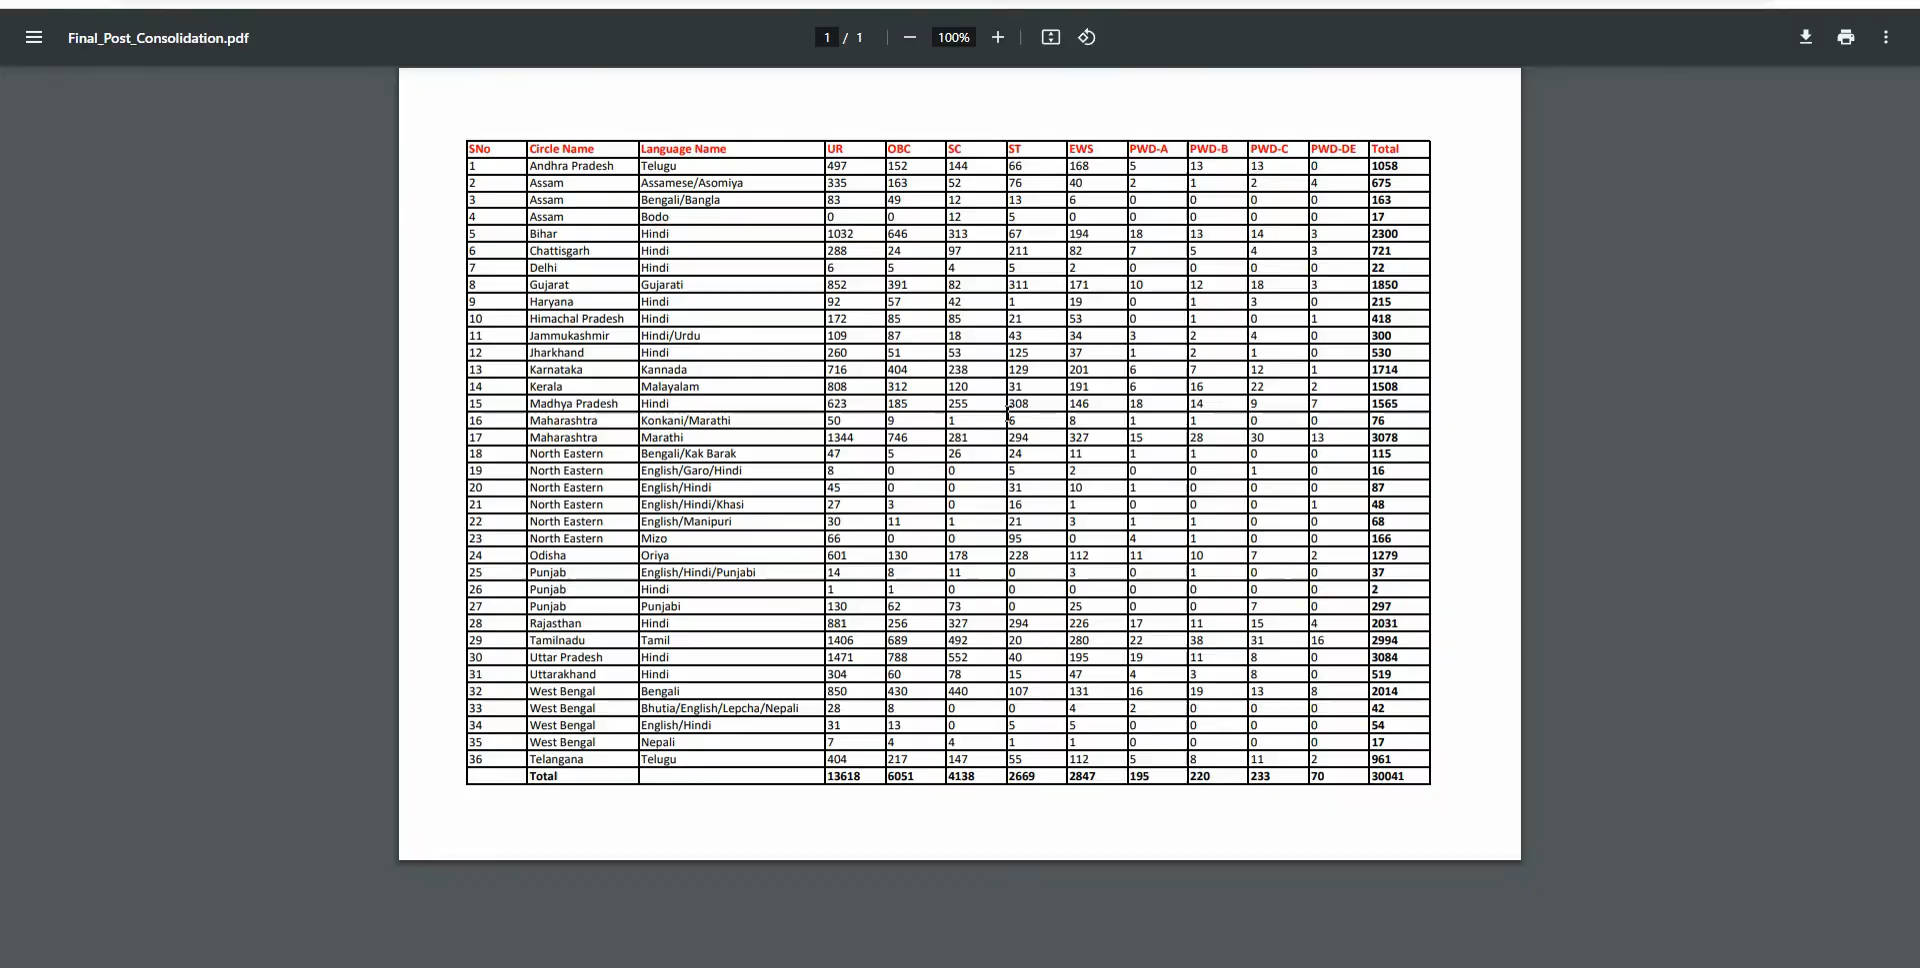 Final_Post_Consolidation.pdf 1 / 1 100%
SNo Circle Name Language Name UR OBC SC ST EWS PWD-A PWD-B PWD-C PWD-DE Total
1 Andhra Pradesh Telugu 497 152 144 66 168 5 13 13 0 1058
2 Assam Assamese/Asomiya 335 163 52 76 40 2 1 2 4 675
3 Assam Bengali/Bangla 83 49 12 13 6 0 0 0 0 163
4 Assam Bodo 0 0 12 5 0 0 0 0 0 17
5 Bihar Hindi 1032 646 313 67 194 18 13 14 3 2300
6 Chattisgarh Hindi 288 24 97 211 82 7 5 4 3 721
7 Delhi Hindi 6 5 4 5 2 0 0 0 0 22
8 Gujarat Gujarati 852 391 82 311 171 10 12 18 3 1850
9 Haryana Hindi 92 57 42 1 19 0 1 3 0 215
10 Himachal Pradesh Hindi 172 85 85 21 53 0 1 0 1 418
11 Jammukashmir Hindi/Urdu 109 87 18 43 34 3 2 4 0 300
12 Jharkhand Hindi 260 51 53 125 37 1 2 1 0 530
13 Karnataka Kannada 716 404 238 129 201 6 7 12 1 1714
14 Kerala Malayalam 808 312 120 31 191 6 16 22 2 1508
15 Madhya Pradesh Hindi 623 185 255 308 146 18 14 9 7 1565
16 Maharashtra Konkani/Marathi 50 9 1 6 8 1 1 0 0 76
17 Maharashtra Marathi 1344 746 281 294 327 15 28 30 13 3078
18 North Eastern Bengali/Kak Barak 47 5 26 24 11 1 1 0 0 115
19 North Eastern English/Garo/Hindi 8 0 0 5 2 0 0 1 0 16
20 North Eastern English/Hindi 45 0 0 31 10 1 0 0 0 87
21 North Eastern English/Hindi/Khasi 27 3 0 16 1 0 0 0 1 48
22 North Eastern English/Manipuri 30 11 1 21 3 1 1 0 0 68
23 North Eastern Mizo 66 0 0 95 0 4 1 0 0 166
24 Odisha Oriya 601 130 178 228 112 11 10 7 2 1279
25 Punjab English/Hindi/Punjabi 14 8 11 0 3 0 1 0 0 37
26 Punjab Hindi 1 1 0 0 0 0 0 0 0 2
27 Punjab Punjabi 130 62 73 0 25 0 0 7 0 297
28 Rajasthan Hindi 881 256 327 294 226 17 11 15 4 2031
29 Tamilnadu Tamil 1406 689 492 20 280 22 38 31 16 2994
30 Uttar Pradesh Hindi 1471 788 552 40 195 19 11 8 0 3084
31 Uttarakhand Hindi 304 60 78 15 47 4 3 8 0 519
32 West Bengal Bengali 850 430 440 107 131 16 19 13 8 2014
33 West Bengal Bhutia/English/Lepcha/Nepali 28 8 0 0 4 2 0 0 0 42
34 West Bengal English/Hindi 31 13 0 5 5 0 0 0 0 54
35 West Bengal Nepali 7 4 4 1 1 0 0 0 0 17
36 Telangana Telugu 404 217 147 55 112 5 8 11 2 961
Total 13618 6051 4138 2669 2847 195 220 233 70 30041